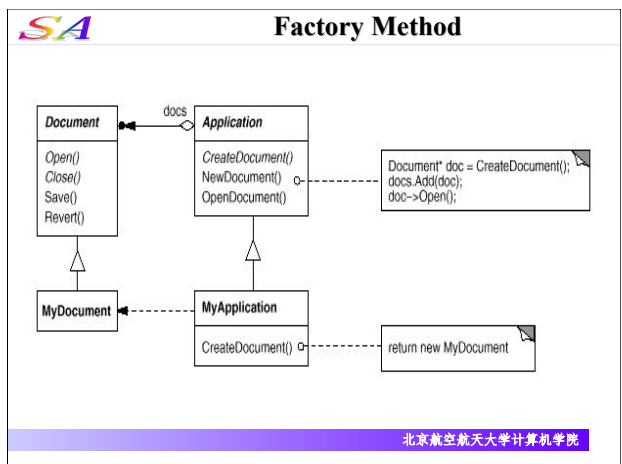 SA
Factory Method
docs
Document
Open()
Close()
Save()
Revert()
Application
CreateDocument()
NewDocument()
OpenDocument()
Document* doc = CreateDocument();
docs.Add(doc);
doc->Open();
MyDocument
MyApplication
CreateDocument()
return new MyDocument
北京航空航天大学计算机学院